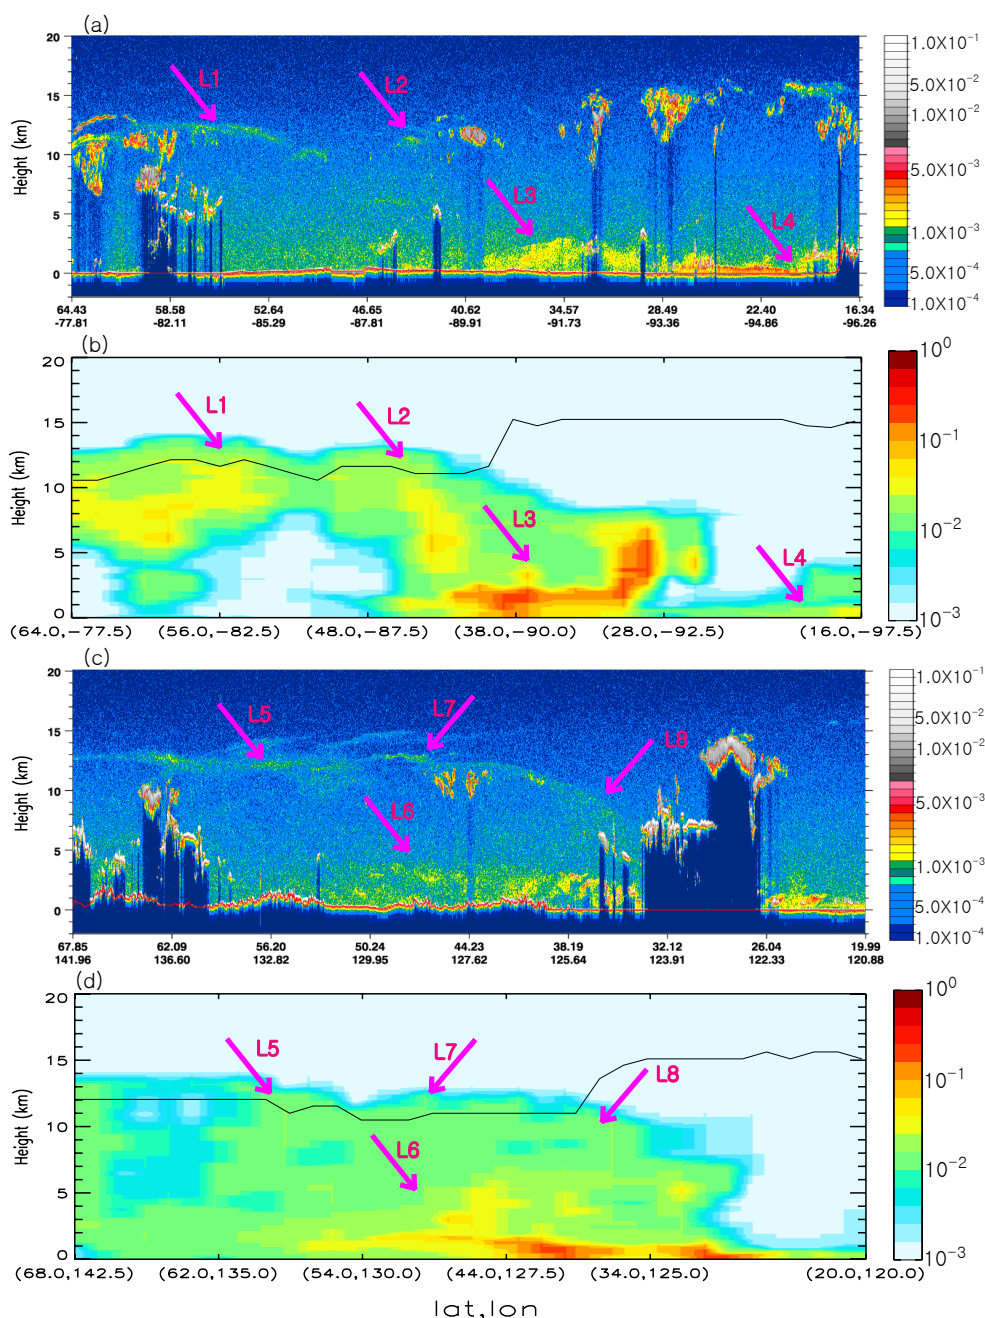 (a)
20
15
10
5
0
Height (km)
L1
L2
L3
L4
64.43 58.58 52.64 46.65 40.62 34.57 28.49 22.40 16.34
-77.81 -82.11 -85.29 -87.81 -89.91 -91.73 -93.36 -94.86 -96.26
1.0X10⁻¹
5.0X10⁻²
1.0X10⁻²
5.0X10⁻³
1.0X10⁻³
5.0X10⁻⁴
1.0X10⁻⁴
(b)
20
15
10
5
0
Height (km)
L1
L2
L3
L4
(64.0,-77.5) (56.0,-82.5) (48.0,-87.5) (38.0,-90.0) (28.0,-92.5) (16.0,-97.5)
10⁰
10⁻¹
10⁻²
10⁻³
(c)
20
15
10
5
0
Height (km)
L5
L7
L8
L6
67.85 62.09 56.20 50.24 44.23 38.19 32.12 26.04 19.99
141.96 136.60 132.82 129.95 127.62 125.64 123.91 122.33 120.88
1.0X10⁻¹
5.0X10⁻²
1.0X10⁻²
5.0X10⁻³
1.0X10⁻³
5.0X10⁻⁴
1.0X10⁻⁴
(d)
20
15
10
5
0
Height (km)
L5
L7
L8
L6
(68.0,142.5) (62.0,135.0) (54.0,130.0) (44.0,127.5) (34.0,125.0) (20.0,120.0)
10⁰
10⁻¹
10⁻²
10⁻³
lat,lon